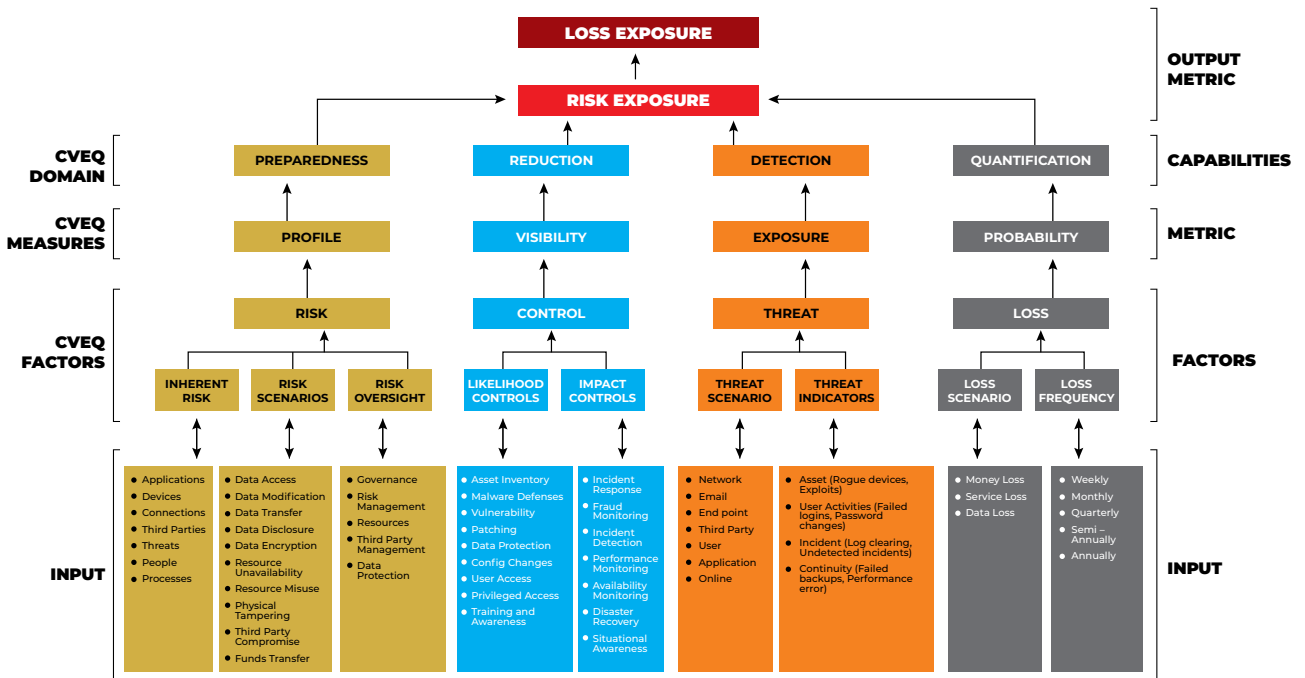 LOSS EXPOSURE
OUTPUT
METRIC
RISK EXPOSURE
CVEQ
DOMAIN
PREPAREDNESS
REDUCTION
DETECTION
QUANTIFICATION
CAPABILITIES
CVEQ
MEASURES
PROFILE
VISIBILITY
EXPOSURE
PROBABILITY
METRIC
CVEQ
FACTORS
RISK
CONTROL
THREAT
LOSS
FACTORS
INHERENT
RISK
RISK
SCENARIOS
RISK
OVERSIGHT
LIKELIHOOD
CONTROLS
IMPACT
CONTROLS
THREAT
SCENARIO
THREAT
INDICATORS
LOSS
SCENARIO
LOSS
FREQUENCY
INPUT
• Applications
• Devices
• Connections
• Third Parties
• Threats
• People
• Processes
• Data Access
• Data Modification
• Data Transfer
• Data Disclosure
• Data Encryption
• Resource
Unavailability
• Resource Misuse
• Physical
Tampering
• Third Party
Compromise
• Funds Transfer
• Governance
• Risk
Management
• Resources
• Third Party
Management
• Data
Protection
• Asset Inventory
• Malware Defenses
• Vulnerability
• Patching
• Data Protection
• Config Changes
• User Access
• Privileged Access
• Training and
Awareness
• Incident
Response
• Fraud
Monitoring
• Incident
Detection
• Performance
Monitoring
• Availability
Monitoring
• Disaster
Recovery
• Situational
Awareness
• Network
• Email
• End point
• Third Party
• User
• Application
• Online
• Asset (Rogue devices,
Exploits)
• User Activities (Failed
logins, Password
changes)
• Incident (Log clearing,
Undetected incidents)
• Continuity (Failed
backups, Performance
error)
• Money Loss
• Service Loss
• Data Loss
• Weekly
• Monthly
• Quarterly
• Semi –
Annually
• Annually
INPUT